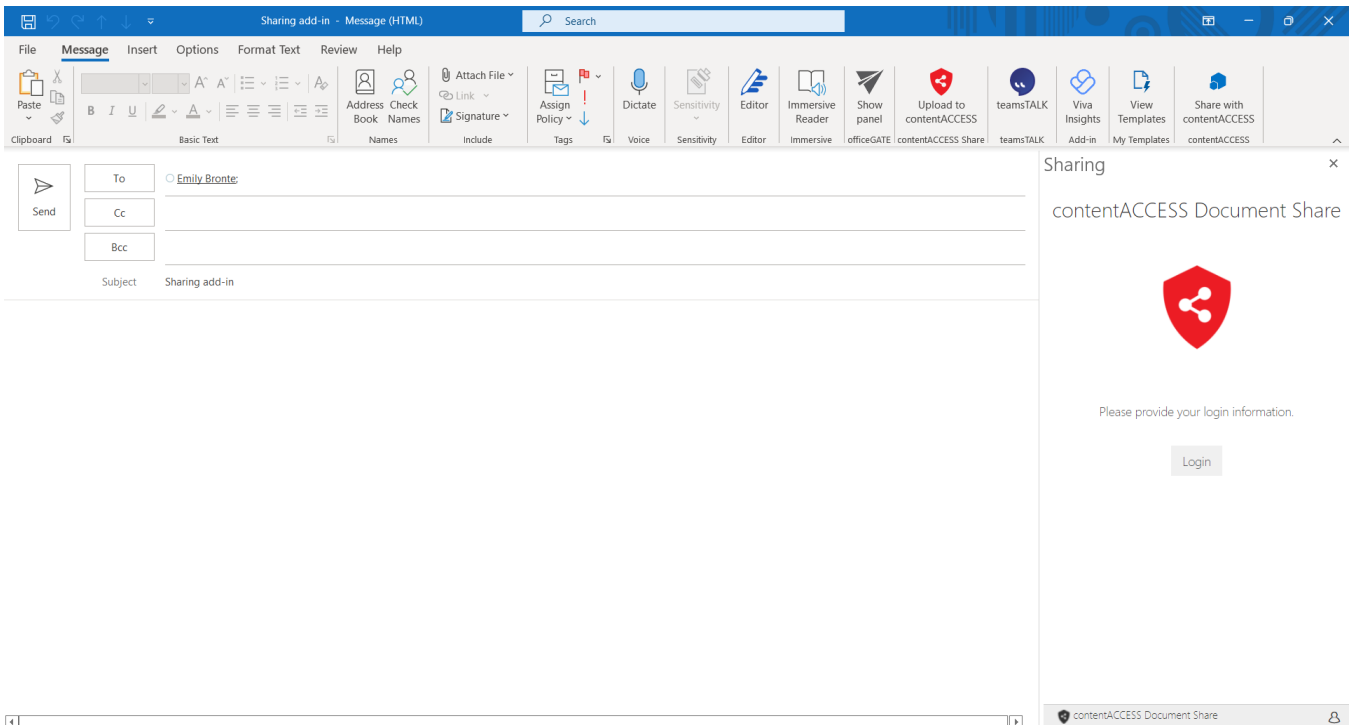 Sharing add-in - Message (HTML)
Search
File Message Insert Options Format Text Review Help
Paste
Clipboard
B I U A
Basic Text
Address Book
Check Names
Names
Attach File
Link
Signature
Include
Assign Policy
Tags
Dictate
Voice
Sensitivity
Sensitivity
Editor
Editor
Immersive Reader
Immersive
Show panel
officeGATE
Upload to contentACCESS
contentACCESS Share
teamsTALK
teamsTALK
Viva Insights
Add-in
View Templates
My Templates
Share with contentACCESS
contentACCESS
Send
To Emily Bronte;
Cc
Bcc
Subject Sharing add-in
Sharing
contentACCESS Document Share
Please provide your login information.
Login
contentACCESS Document Share